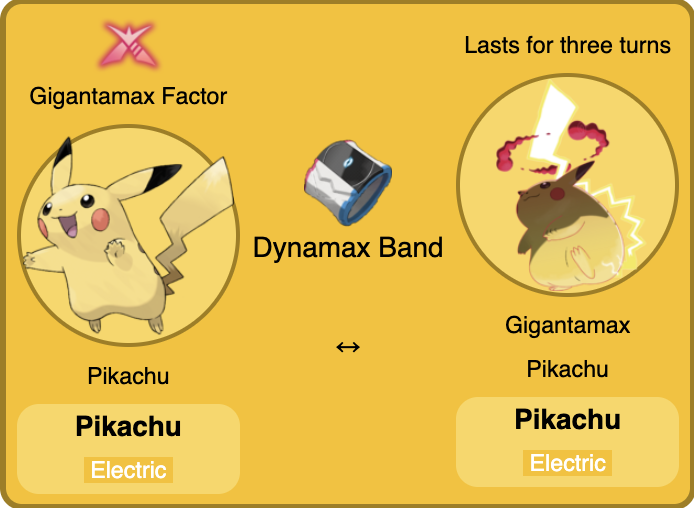 Gigantamax Factor
Pikachu
Pikachu
Electric
Dynamax Band
↔
Lasts for three turns
Gigantamax
Pikachu
Pikachu
Electric